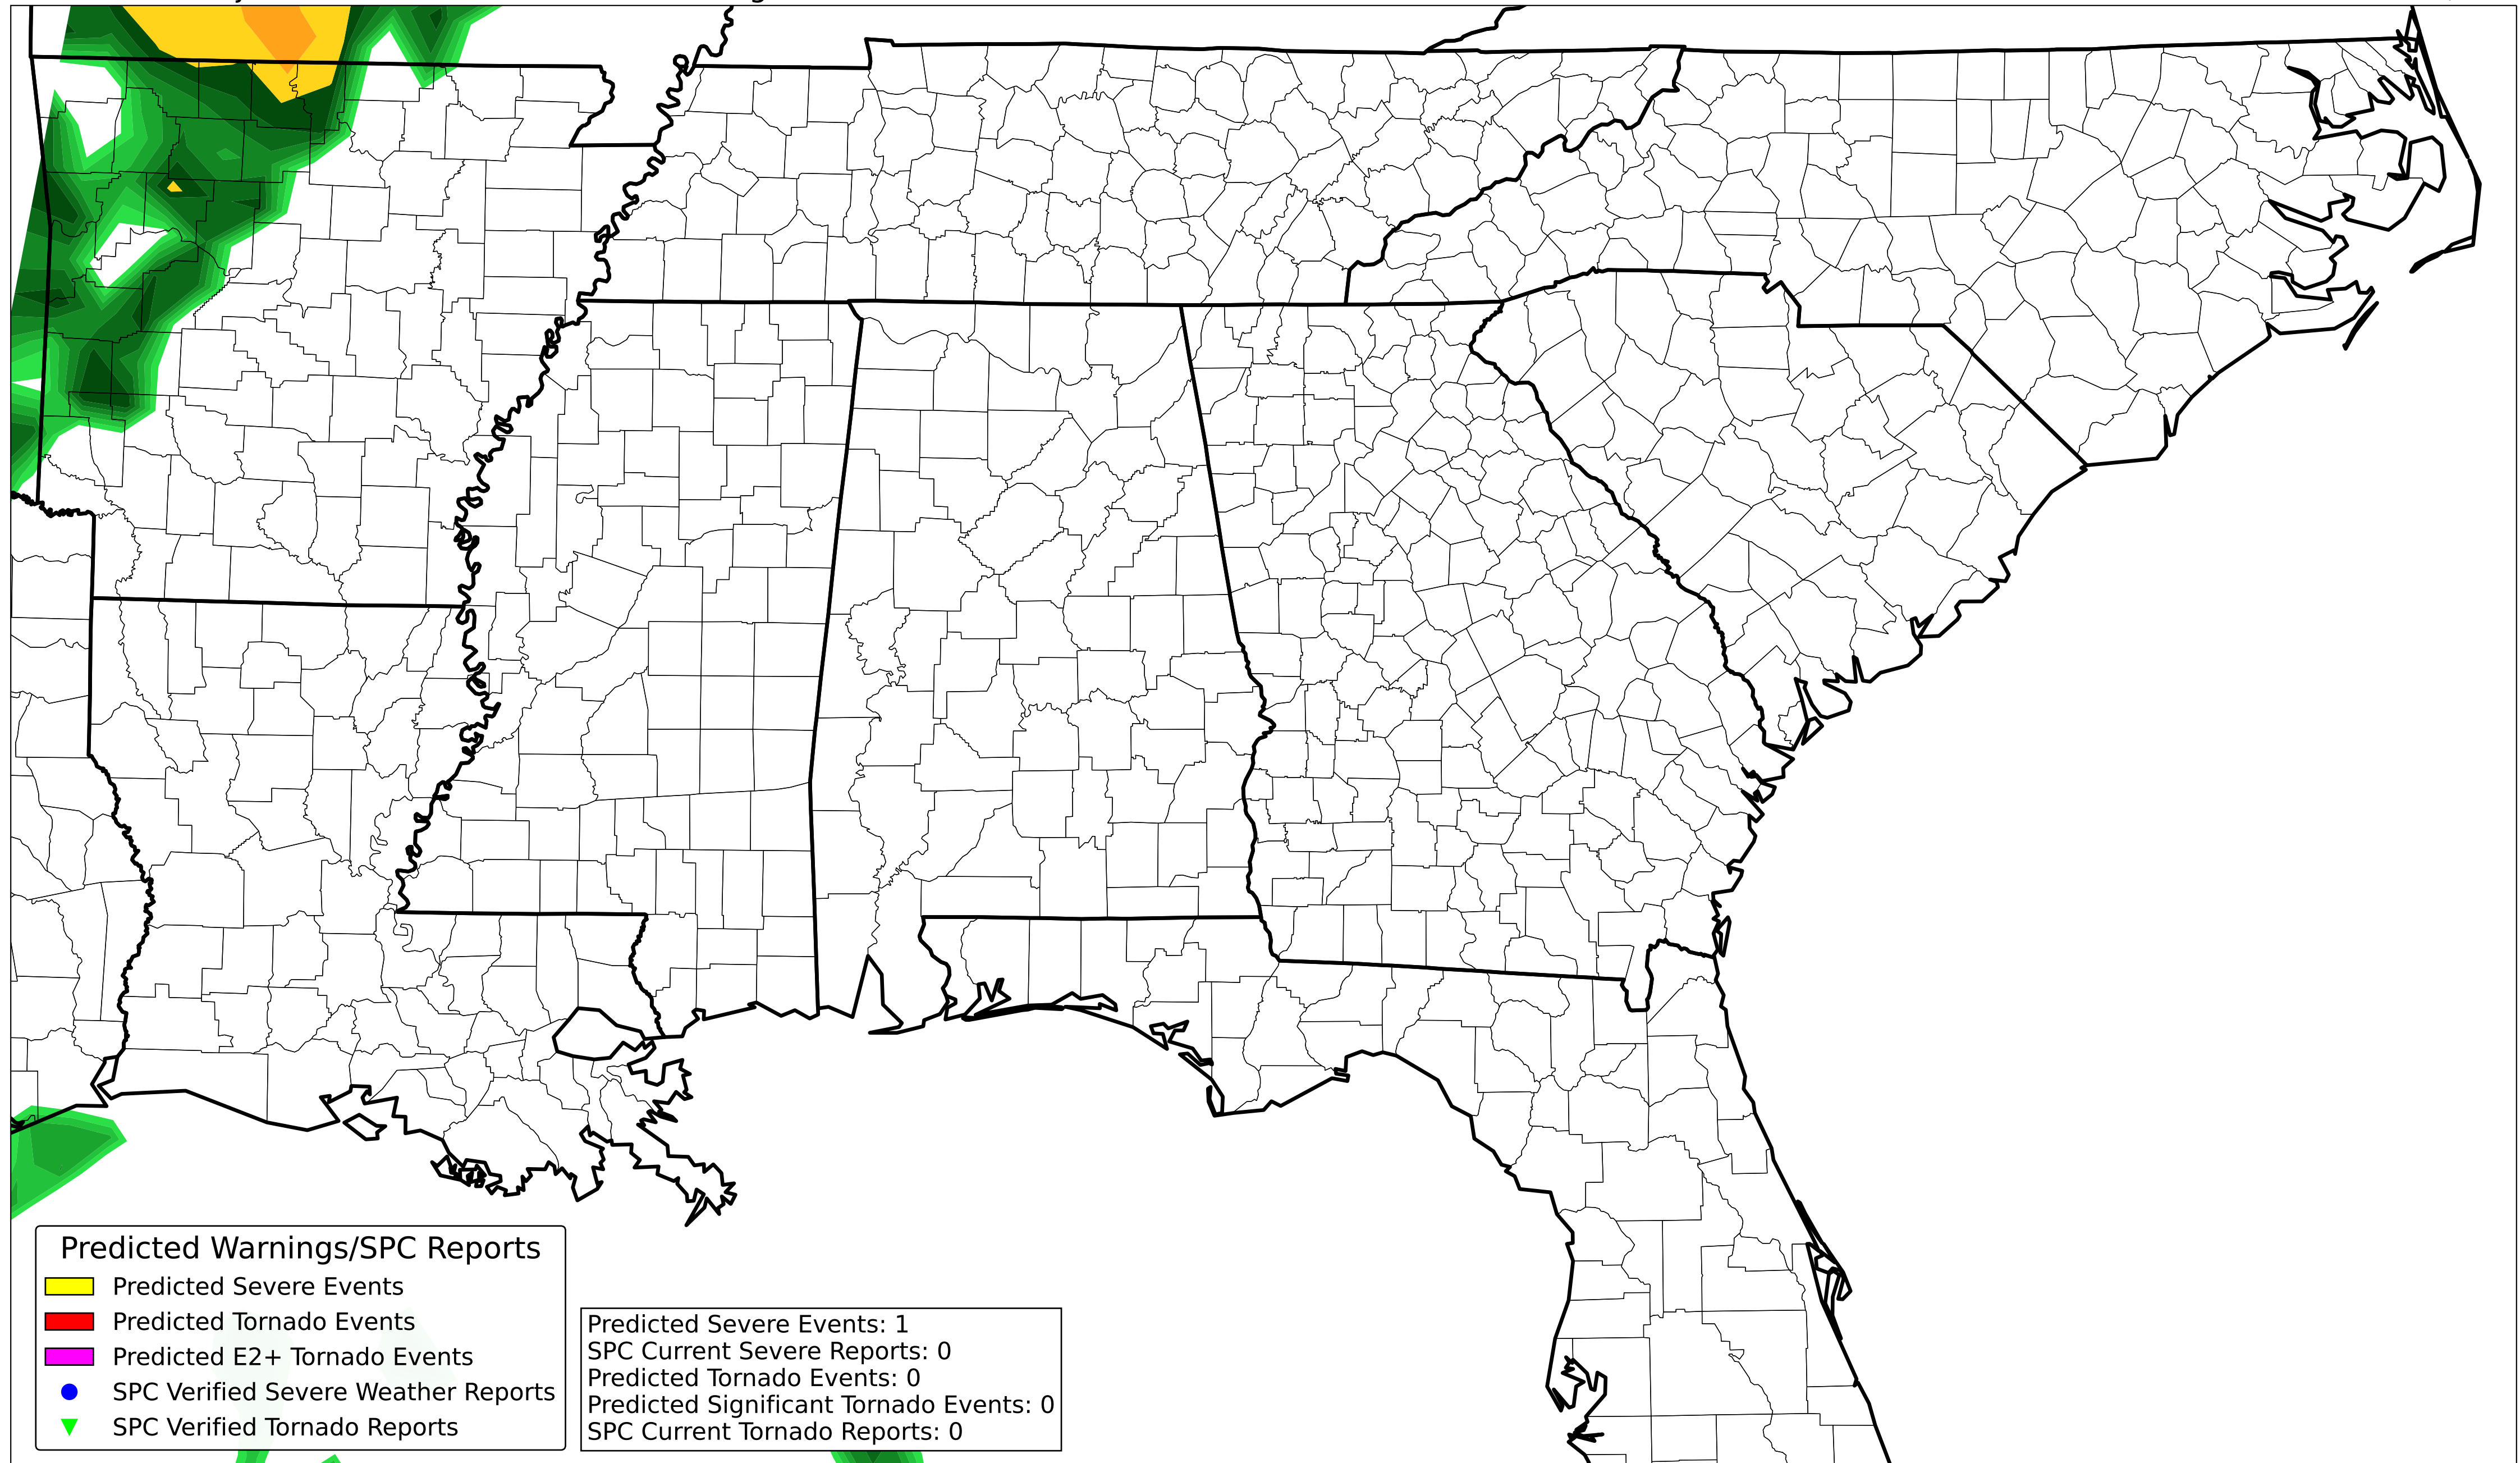 Predicted Warnings/SPC Reports
Predicted Severe Events
Predicted Tornado Events
Predicted E2+ Tornado Events
SPC Verified Severe Weather Reports
SPC Verified Tornado Reports
Predicted Severe Events: 1
SPC Current Severe Reports: 0
Predicted Tornado Events: 0
Predicted Significant Tornado Events: 0
SPC Current Tornado Reports: 0